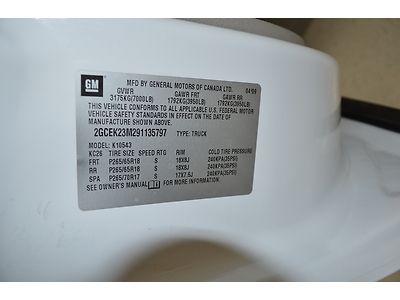 GM
MFD BY GENERAL MOTORS OF CANADA LTD. 04/09
GVWR GAWR FRT GAWR RR
3175KG(7000LB) 1792KG(3950LB) 1792KG(3950LB)
THIS VEHICLE CONFORMS TO ALL APPLICABLE U.S. FEDERAL MOTOR
VEHICLE SAFETY STANDARDS IN EFFECT ON THE DATE OF
MANUFACTURE SHOWN ABOVE.
2GCEK23M291135797 TYPE: TRUCK
MODEL: K10543
KC26 TIRE SIZE SPEED RTG RIM COLD TIRE PRESSURE
FRT P265/65R18 S 18X8J 240KPA(35PSI)
RR P265/65R18 S 18X8J 240KPA(35PSI)
SPA P265/70R17 S 17X7.5J 240KPA(35PSI)
SEE OWNER'S MANUAL FOR MORE INFORMATION.